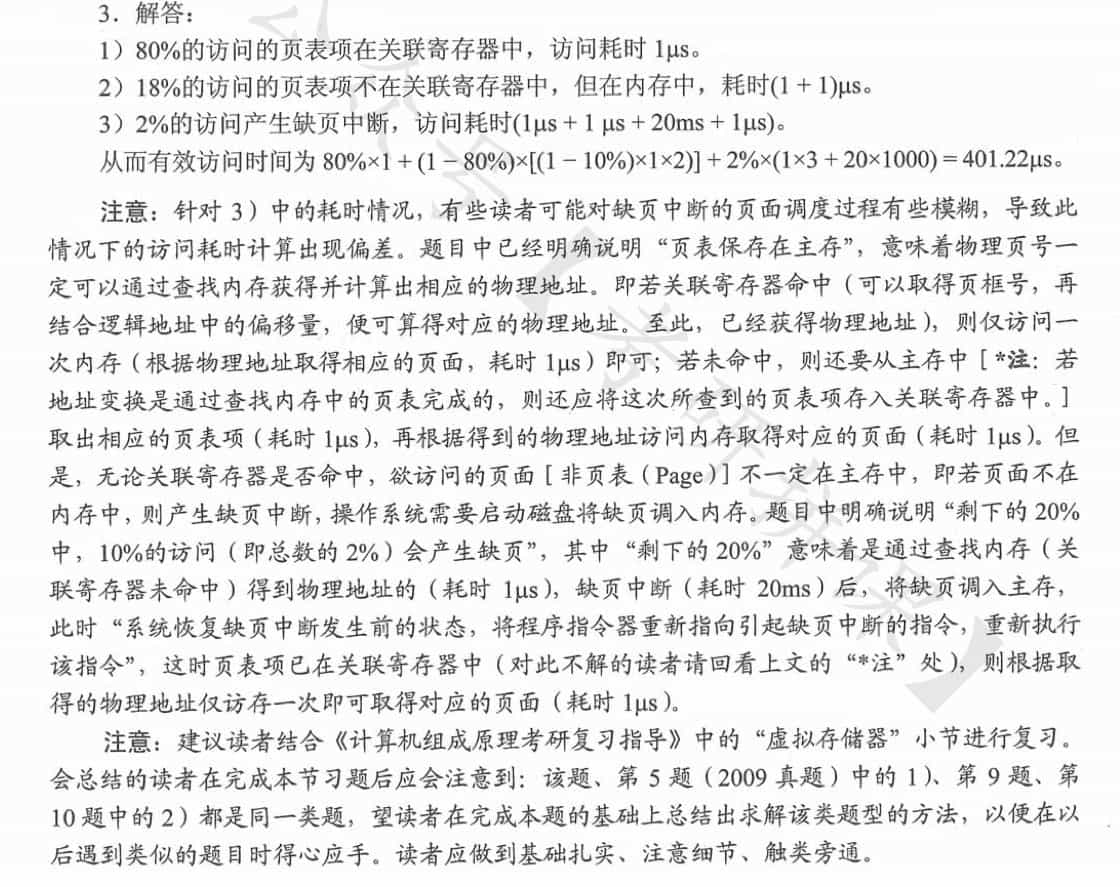 3．解答：
1）80%的访问的页表项在关联寄存器中，访问耗时 1μs。
2）18%的访问的页表项不在关联寄存器中，但在内存中，耗时(1 + 1)μs。
3）2%的访问产生缺页中断，访问耗时(1μs + 1 μs + 20ms + 1μs)。
从而有效访问时间为 80%×1 + (1 − 80%)×[(1 − 10%)×1×2)] + 2%×(1×3 + 20×1000) = 401.22μs。
注意：针对 3）中的耗时情况，有些读者可能对缺页中断的页面调度过程有些模糊，导致此
情况下的访问耗时计算出现偏差。题目中已经明确说明“页表保存在主存”，意味着物理页号一
定可以通过查找内存获得并计算出相应的物理地址。即若关联寄存器命中（可以取得页框号，再
结合逻辑地址中的偏移量，便可算得对应的物理地址。至此，已经获得物理地址），则仅访问一
次内存（根据物理地址取得相应的页面，耗时 1μs）即可；若未命中，则还要从主存中［*注：若
地址变换是通过查找内存中的页表完成的，则还应将这次所查到的页表项存入关联寄存器中。］
取出相应的页表项（耗时 1μs），再根据得到的物理地址访问内存取得对应的页面（耗时 1μs）。但
是，无论关联寄存器是否命中，欲访问的页面［非页表（Page）］不一定在主存中，即若页面不在
内存中，则产生缺页中断，操作系统需要启动磁盘将缺页调入内存。题目中明确说明“剩下的 20%
中，10%的访问（即总数的 2%）会产生缺页”，其中“剩下的 20%”意味着是通过查找内存（关
联寄存器未命中）得到物理地址的（耗时 1μs），缺页中断（耗时 20ms）后，将缺页调入主存，
此时“系统恢复缺页中断发生前的状态，将程序指令器重新指向引起缺页中断的指令，重新执行
该指令”，这时页表项已在关联寄存器中（对此不解的读者请回看上文的“*注”处），则根据取
得的物理地址仅访存一次即可取得对应的页面（耗时 1μs）。
注意：建议读者结合《计算机组成原理考研复习指导》中的“虚拟存储器”小节进行复习。
会总结的读者在完成本节习题后应会注意到：该题、第 5 题（2009 真题）中的 1）、第 9 题、第
10 题中的 2）都是同一类题，望读者在完成本题的基础上总结出求解该类题型的方法，以便在以
后遇到类似的题目时得心应手。读者应做到基础扎实、注意细节、触类旁通。